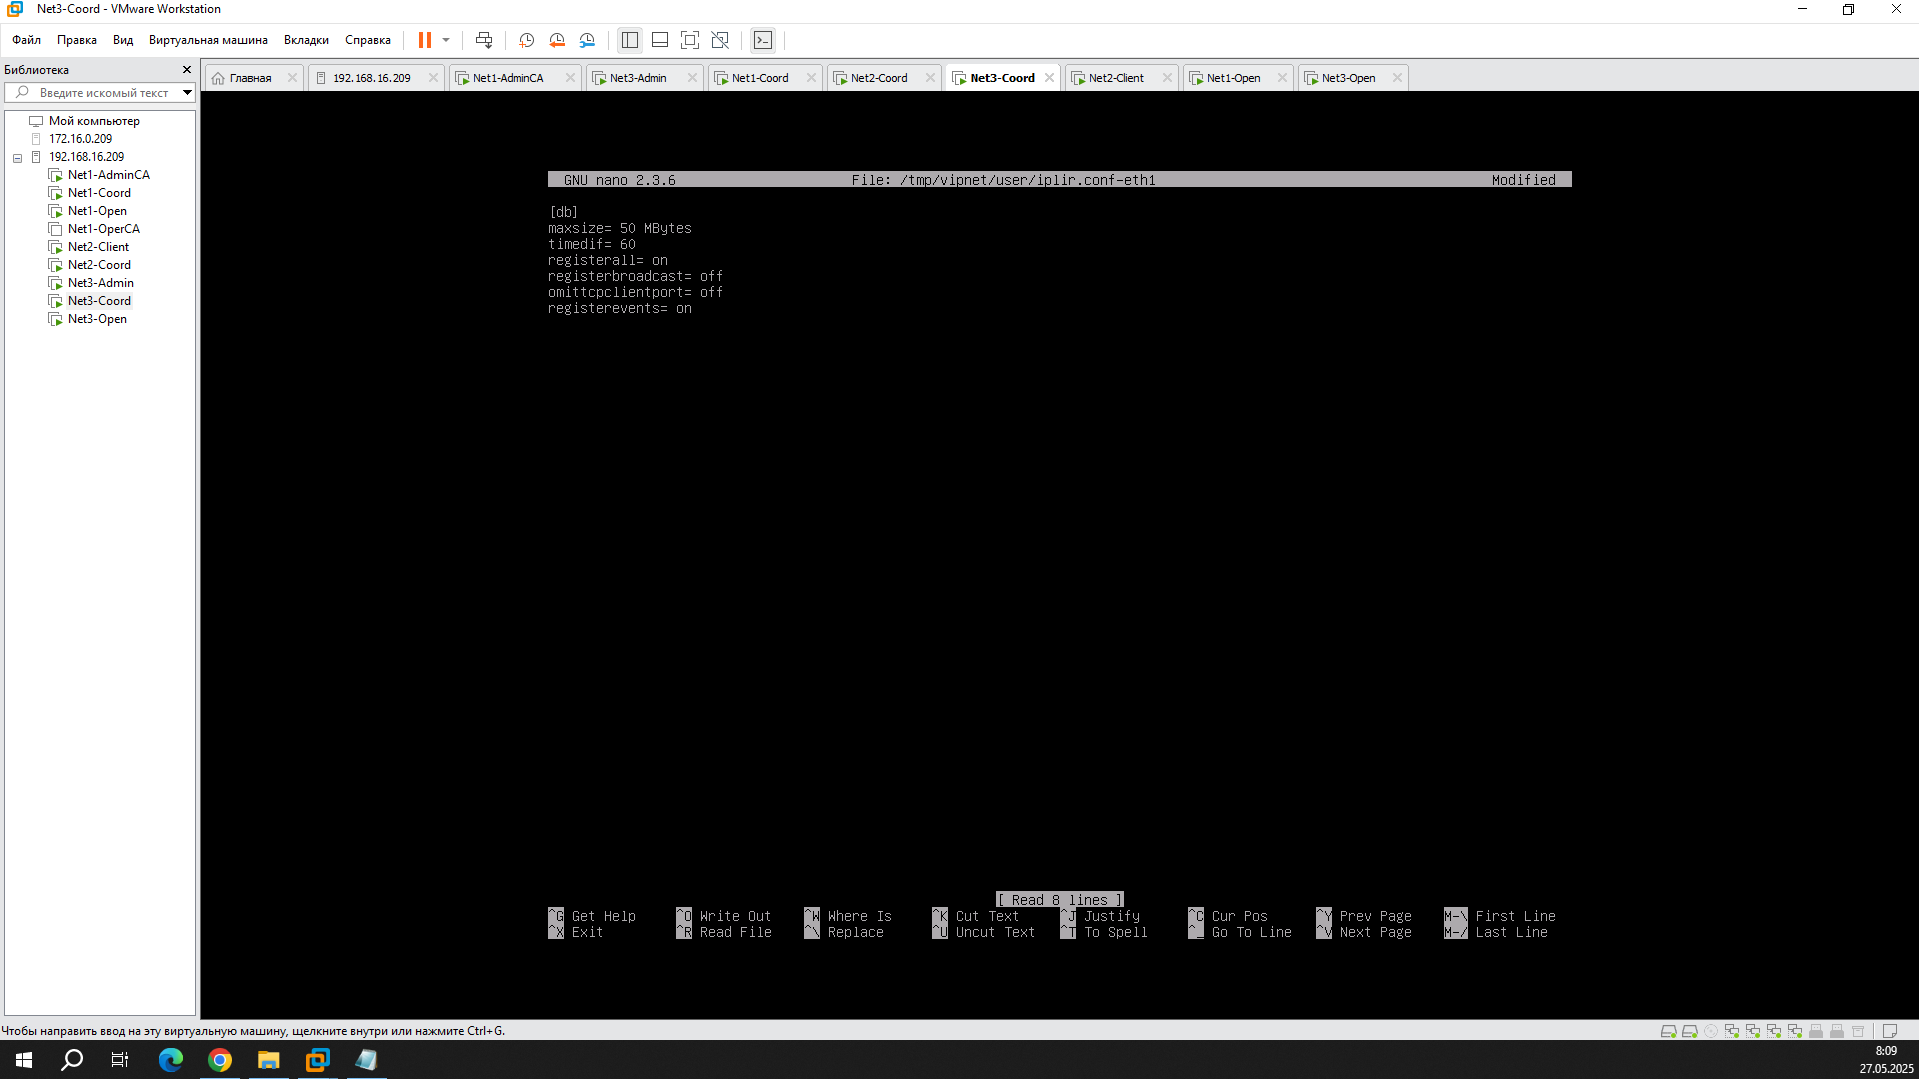 Net3-Coord - VMware Workstation
Файл Правка Вид Виртуальная машина Вкладки Справка
Библиотека
Введите искомый текст
Мой компьютер
172.16.0.209
192.168.16.209
Net1-AdminCA
Net1-Coord
Net1-Open
Net1-OperCA
Net2-Client
Net2-Coord
Net3-Admin
Net3-Coord
Net3-Open
Главная 192.168.16.209 Net1-AdminCA Net3-Admin Net1-Coord Net2-Coord Net3-Coord Net2-Client Net1-Open Net3-Open
GNU nano 2.3.6 File: /tmp/vipnet/user/iplir.conf-eth1 Modified
[db]
maxsize= 50 MBytes
timedif= 60
registerall= on
registerbroadcast= off
omittcpclientport= off
registerevents= on
[ Read 8 lines ]
^G Get Help ^O Write Out ^W Where Is ^K Cut Text ^J Justify ^C Cur Pos ^Y Prev Page M-\ First Line
^X Exit ^R Read File ^\ Replace ^U Uncut Text ^T To Spell ^_ Go To Line ^V Next Page M-/ Last Line
Чтобы направить ввод на эту виртуальную машину, щелкните внутри или нажмите Ctrl+G.
8:09
27.05.2025